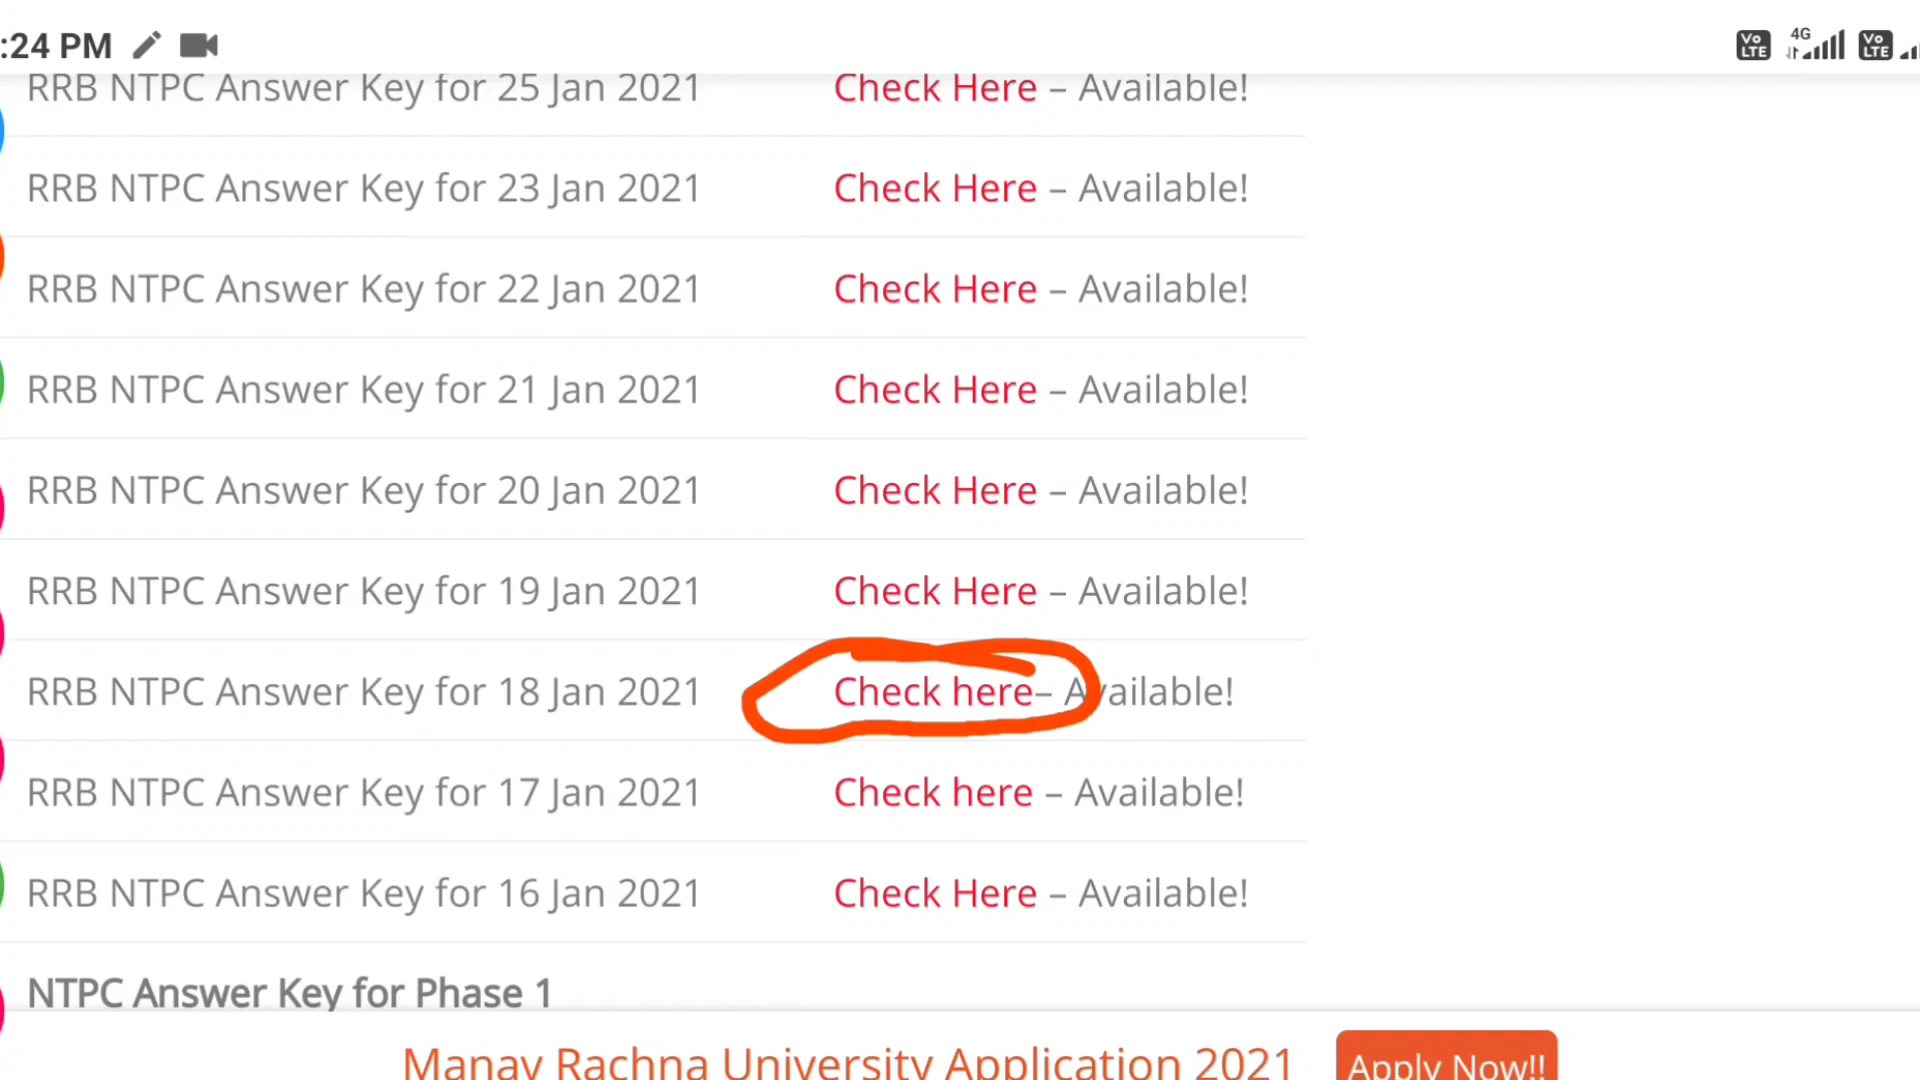 :24 PM
Vo LTE 4G Vo LTE
RRB NTPC Answer Key for 25 Jan 2021 Check Here – Available!
RRB NTPC Answer Key for 23 Jan 2021 Check Here – Available!
RRB NTPC Answer Key for 22 Jan 2021 Check Here – Available!
RRB NTPC Answer Key for 21 Jan 2021 Check Here – Available!
RRB NTPC Answer Key for 20 Jan 2021 Check Here – Available!
RRB NTPC Answer Key for 19 Jan 2021 Check Here – Available!
RRB NTPC Answer Key for 18 Jan 2021 Check here– Available!
RRB NTPC Answer Key for 17 Jan 2021 Check here – Available!
RRB NTPC Answer Key for 16 Jan 2021 Check Here – Available!
NTPC Answer Key for Phase 1
Manav Rachna University Application 2021 Apply Now!!